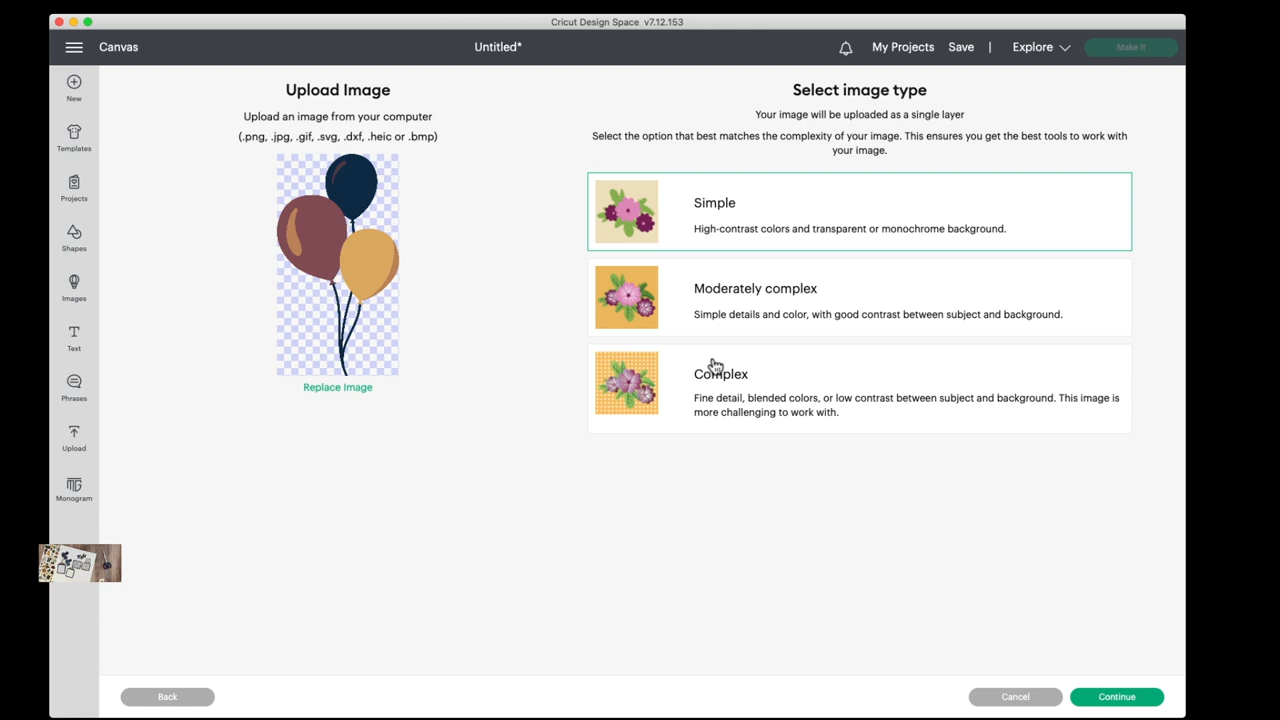 Cricut Design Space v7.12.153
Canvas
Untitled*
My Projects
Save
|
Explore
Make It
New
Templates
Projects
Shapes
Images
Text
Phrases
Upload
Monogram
Upload Image
Upload an image from your computer
(.png, .jpg, .gif, .svg, .dxf, .heic or .bmp)
Replace Image
Select image type
Your image will be uploaded as a single layer
Select the option that best matches the complexity of your image. This ensures you get the best tools to work with
your image.
Simple
High-contrast colors and transparent or monochrome background.
Moderately complex
Simple details and color, with good contrast between subject and background.
Complex
Fine detail, blended colors, or low contrast between subject and background. This image is
more challenging to work with.
Back
Cancel
Continue